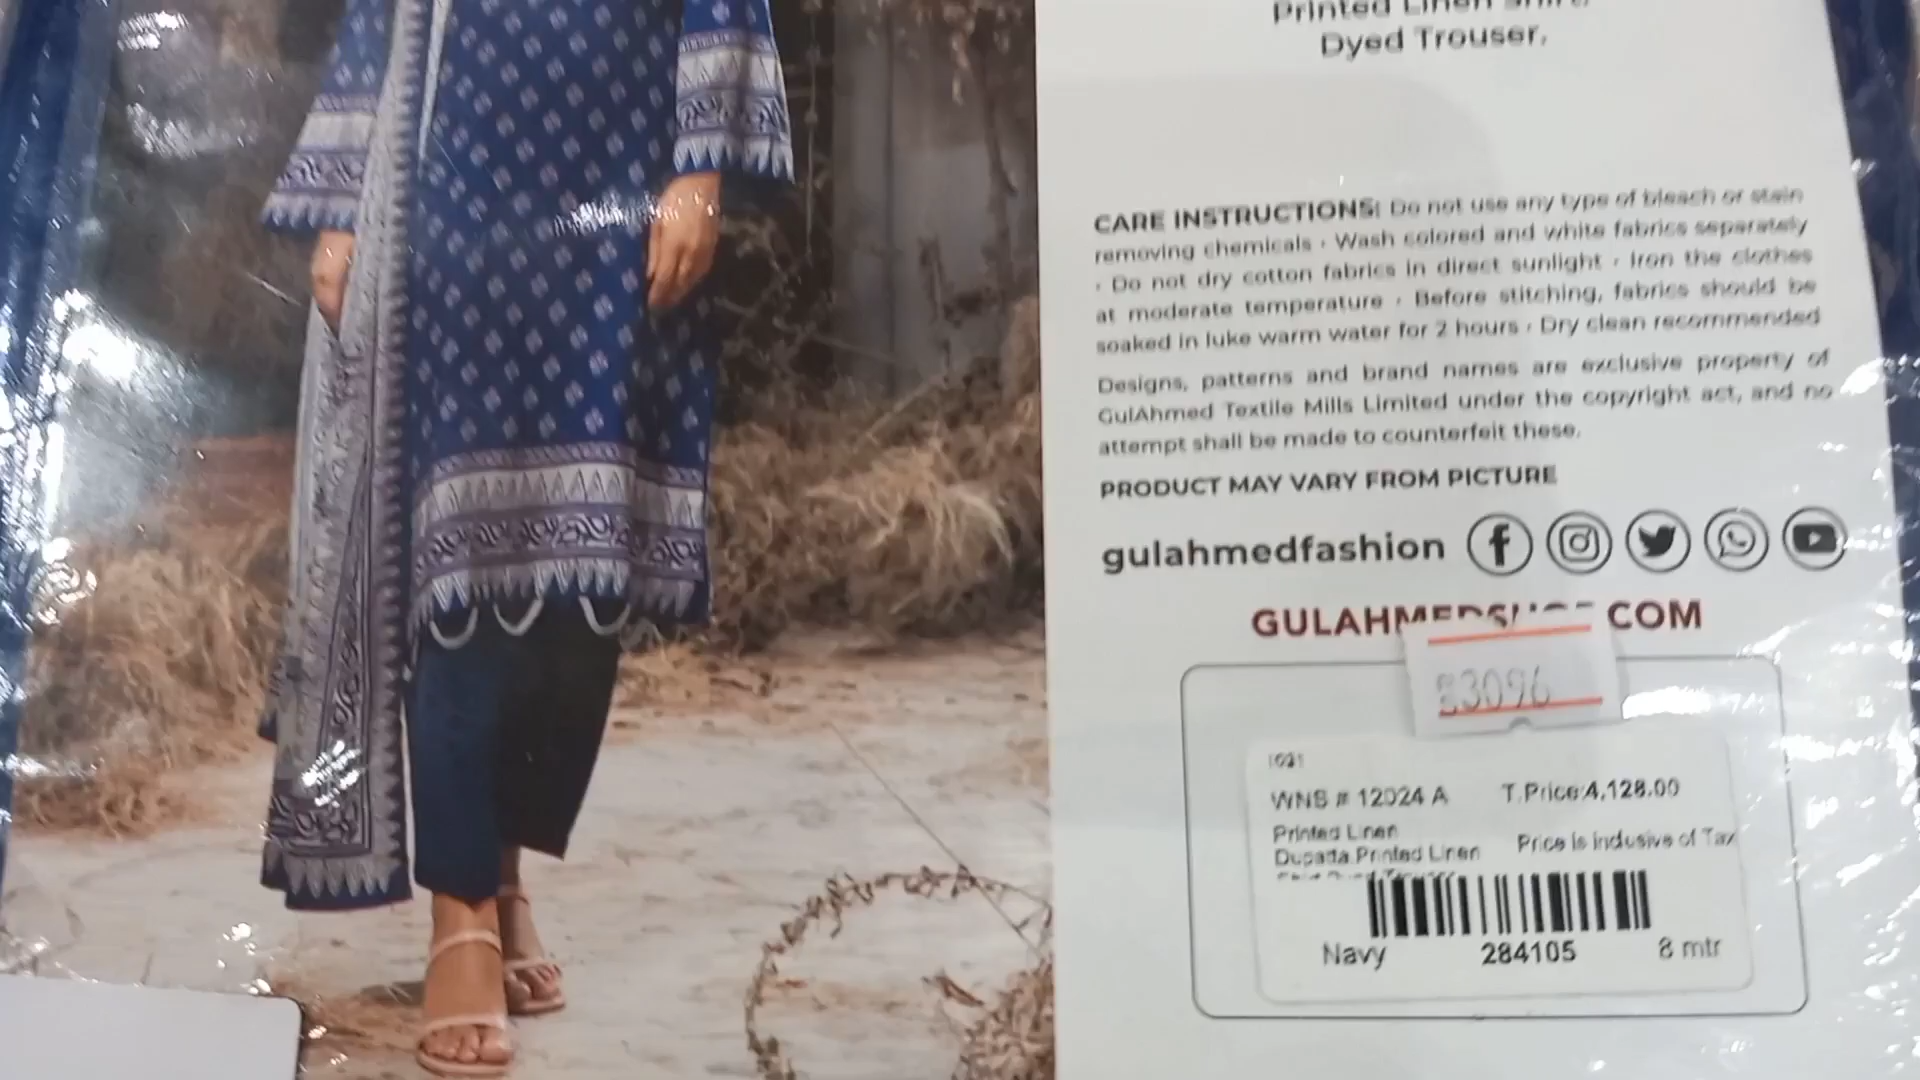 Printed Linen Shirt,
Dyed Trouser,
CARE INSTRUCTIONS: Do not use any type of bleach or stain
removing chemicals • Wash colored and white fabrics separately
• Do not dry cotton fabrics in direct sunlight • Iron the clothes
at moderate temperature • Before stitching, fabrics should be
soaked in luke warm water for 2 hours • Dry clean recommended
Designs, patterns and brand names are exclusive property of
GulAhmed Textile Mills Limited under the copyright act, and no
attempt shall be made to counterfeit these.
PRODUCT MAY VARY FROM PICTURE
gulahmedfashion
COM
3096
1021
WNS # 12024 A T.Price:4,128.00
Printed Linen
Dupatta,Printed Linen Price is inclusive of Tax
Navy 284105 8 mtr